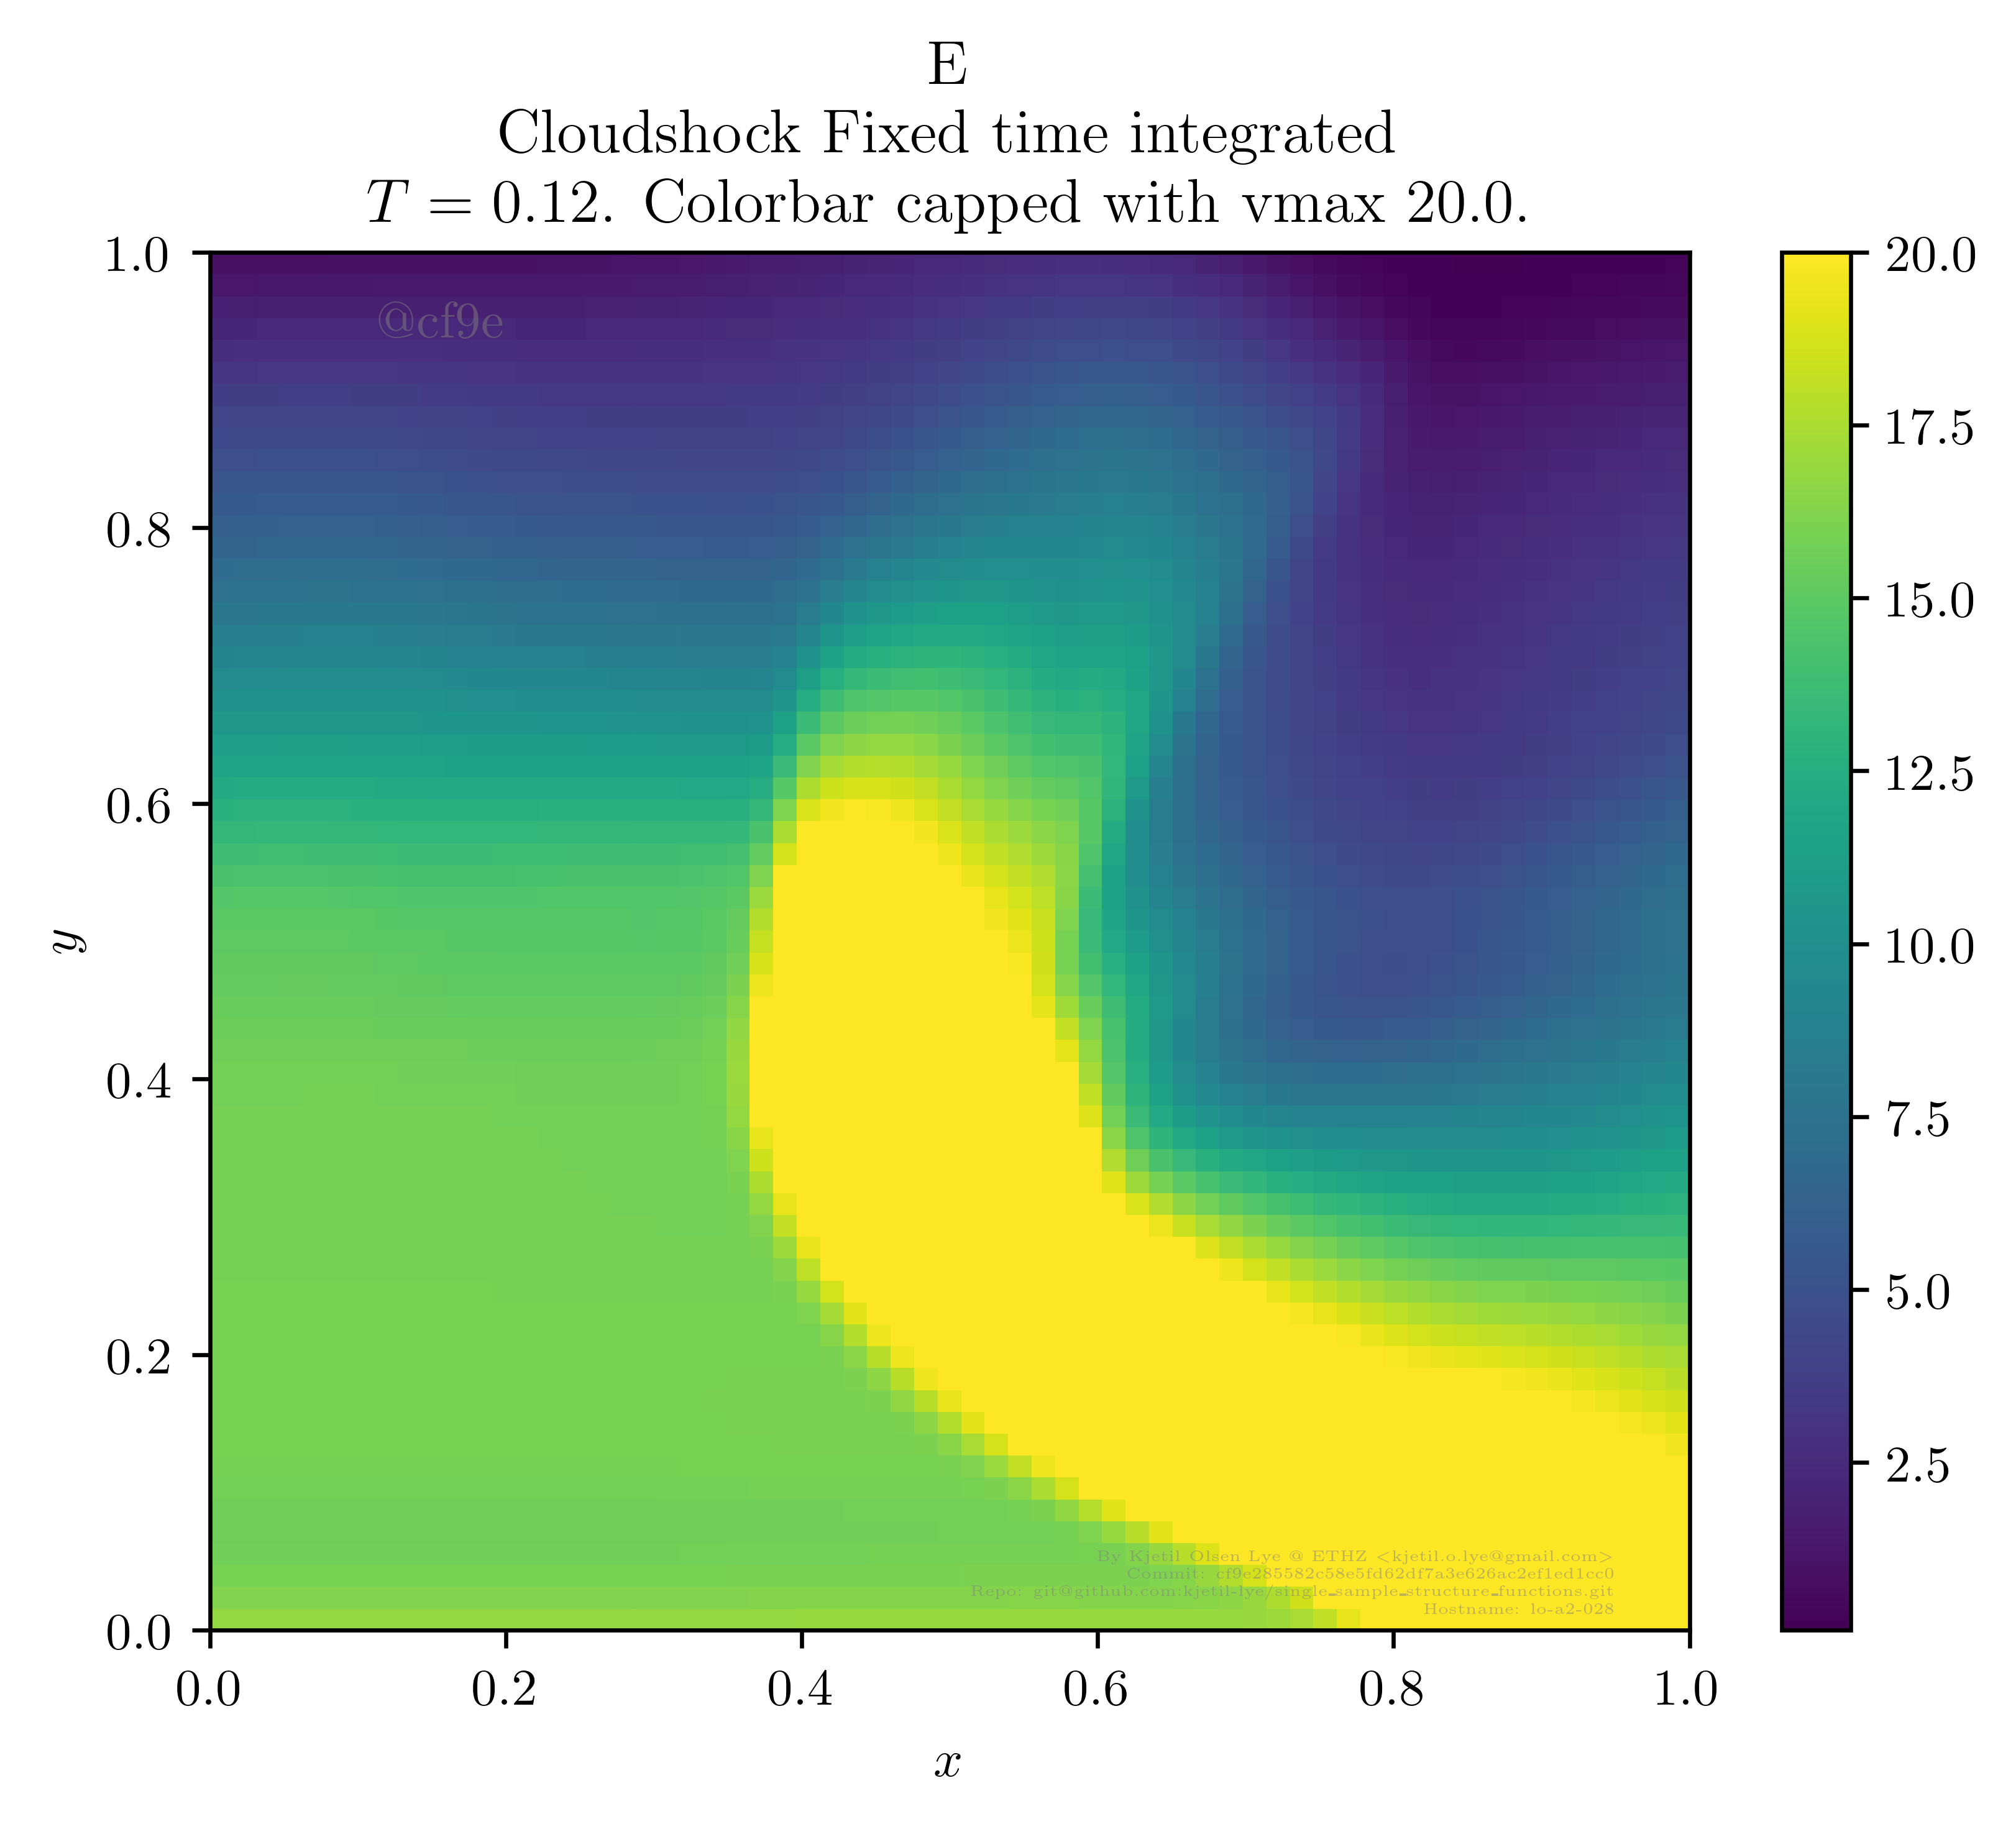 E
Cloudshock Fixed time integrated
T = 0.12. Colorbar capped with vmax 20.0.
@cf9e
1.0
0.8
0.6
0.4
0.2
0.0
y
0.0 0.2 0.4 0.6 0.8 1.0
x
20.0
17.5
15.0
12.5
10.0
7.5
5.0
2.5
By Kjetil Olsen Lye @ ETHZ <kjetil.o.lye@gmail.com>
Commit: cf9e285582c58e5fd62df7a3e626ac2ef1ed1cc0
Repo: git@github.com:kjetil-lye/single_sample_structure_functions.git
Hostname: lo-a2-028